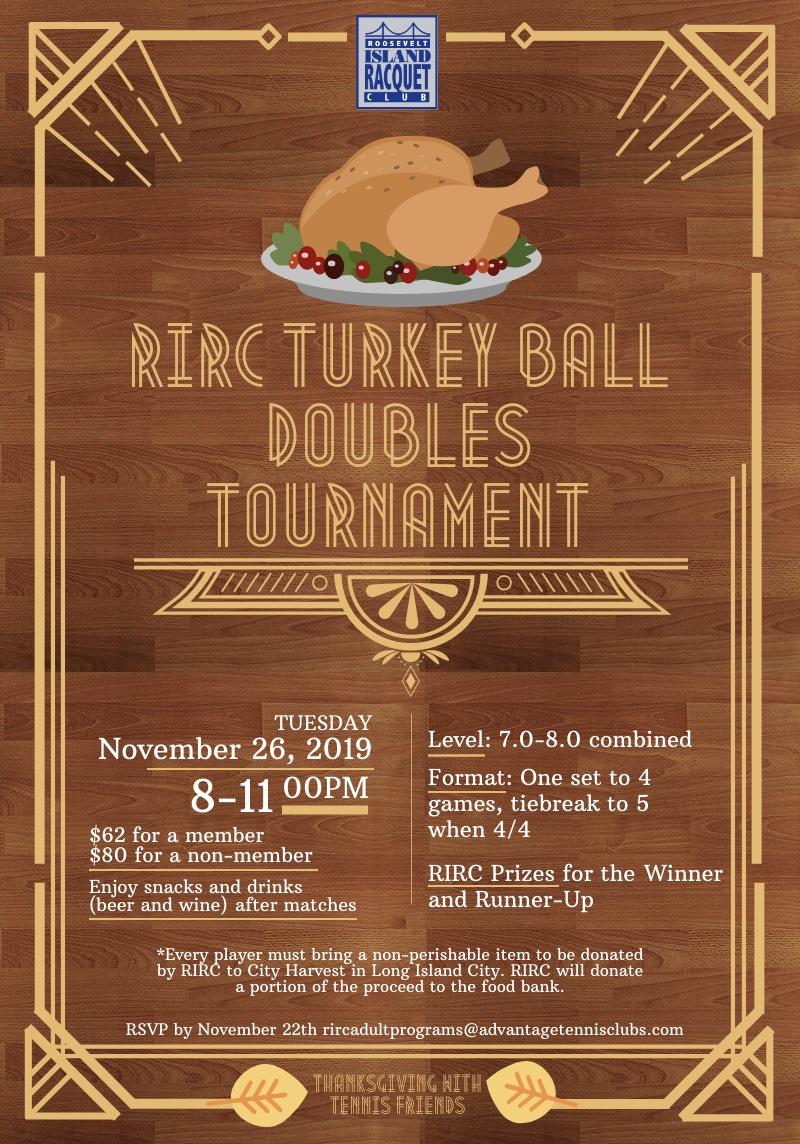 ROOSEVELT
ISLAND
RACQUET
CLUB
RIRC TURKEY BALL
DOUBLES
TOURNAMENT
TUESDAY
November 26, 2019
8-11 00PM
$62 for a member
$80 for a non-member
Enjoy snacks and drinks
(beer and wine) after matches
Level: 7.0-8.0 combined
Format: One set to 4
games, tiebreak to 5
when 4/4
RIRC Prizes for the Winner
and Runner-Up
*Every player must bring a non-perishable item to be donated
by RIRC to City Harvest in Long Island City. RIRC will donate
a portion of the proceed to the food bank.
RSVP by November 22th rircadultprograms@advantagetennisclubs.com
THANKSGIVING WITH
TENNIS FRIENDS